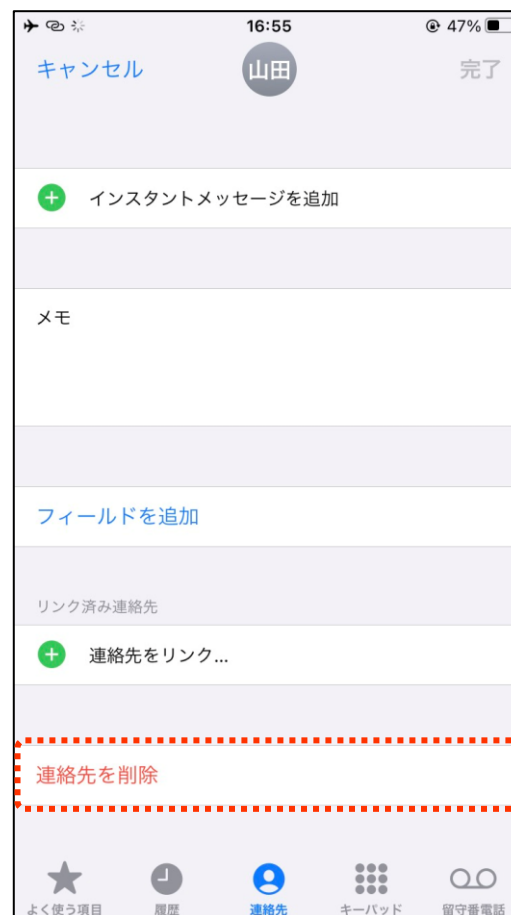 16:55
47%
キャンセル
山田
完了
インスタントメッセージを追加
メモ
フィールドを追加
リンク済み連絡先
連絡先をリンク...
連絡先を削除
よく使う項目
履歴
連絡先
キーパッド
留守番電話